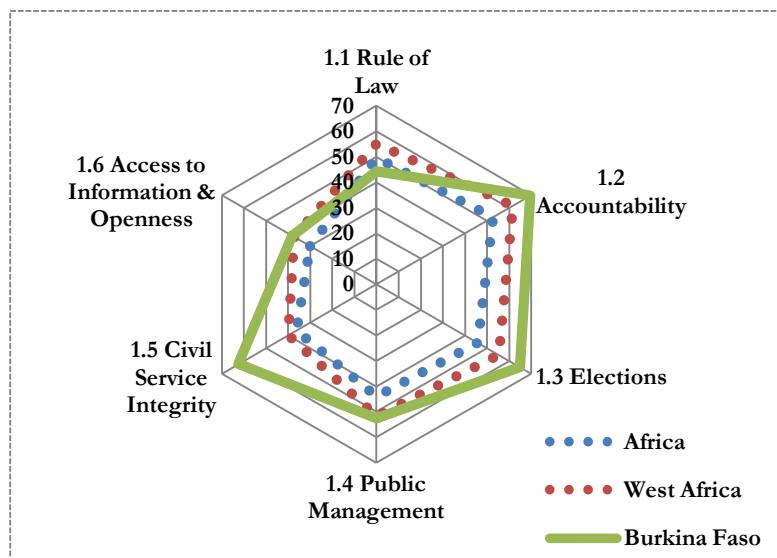 1.1 Rule of
Law
70
60
50
40
30
20
10
0
1.2
Accountability
1.3 Elections
1.4 Public
Management
1.5 Civil
Service
Integrity
1.6 Access to
Information &
Openness
Africa
West Africa
Burkina Faso